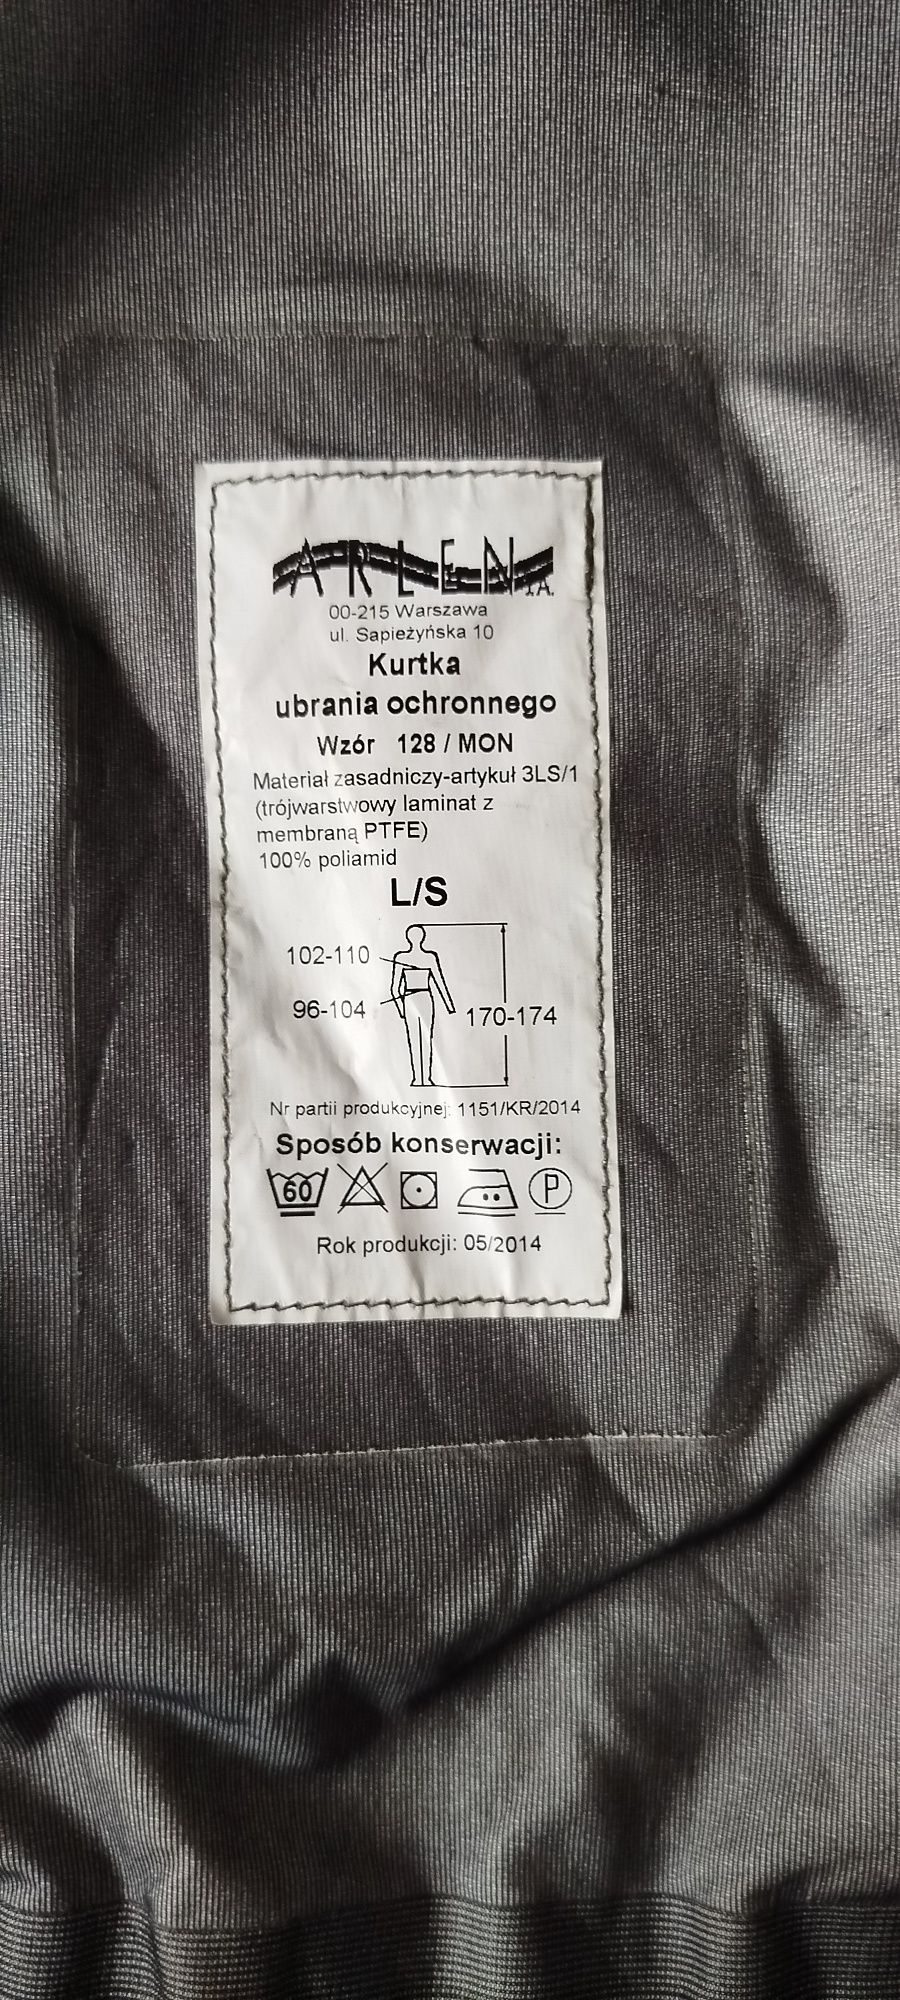 ARLEN S.A.
00-215 Warszawa
ul. Sapieżyńska 10
Kurtka
ubrania ochronnego
Wzór 128 / MON
Materiał zasadniczy-artykuł 3LS/1
(trójwarstwowy laminat z
membraną PTFE)
100% poliamid
L/S
102-110
96-104
170-174
Nr partii produkcyjnej: 1151/KR/2014
Sposób konserwacji:
60 P
Rok produkcji: 05/2014